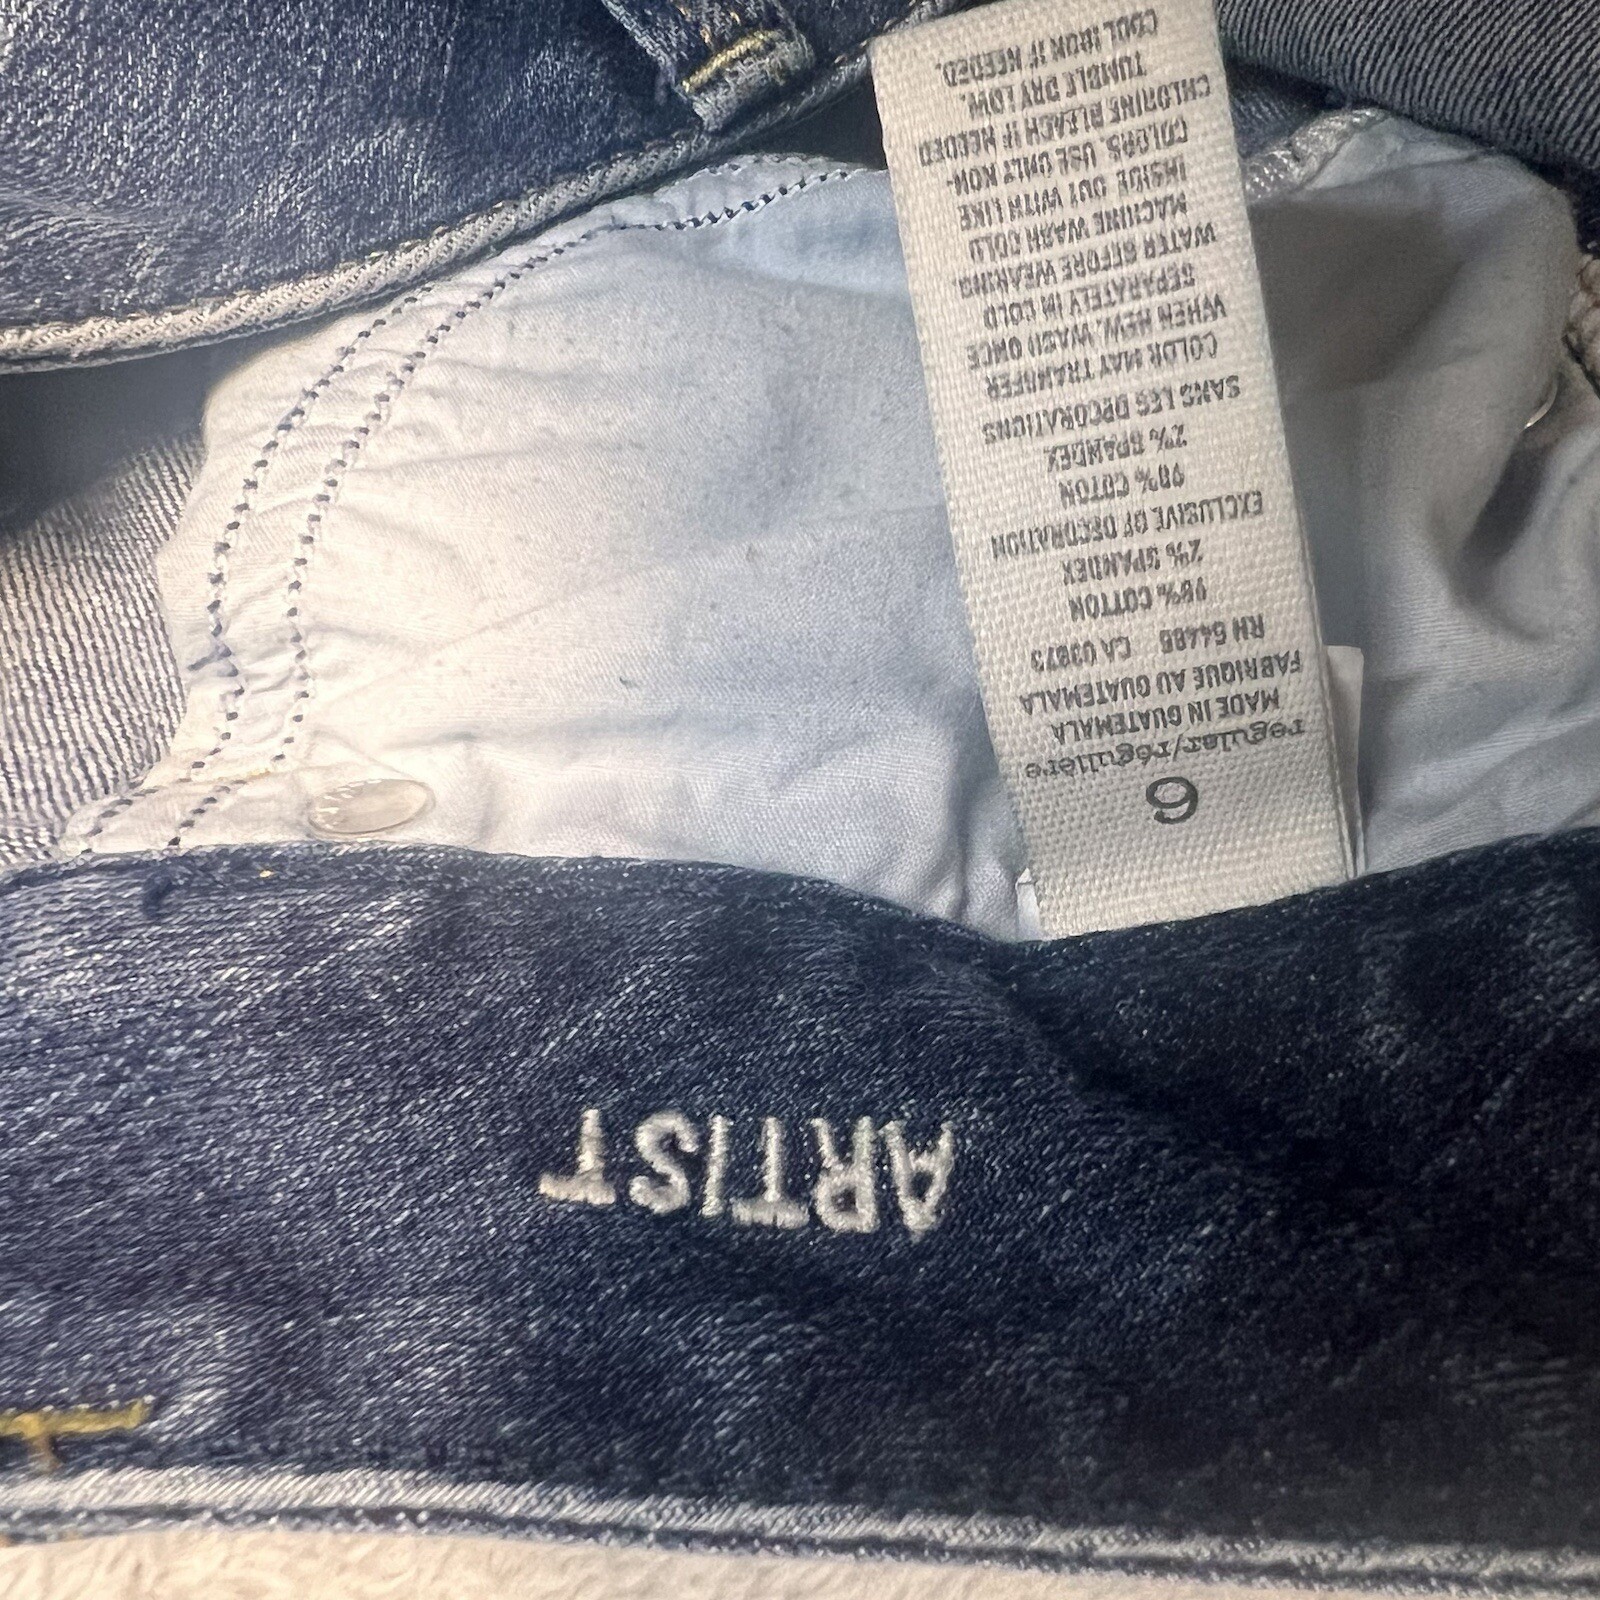 ARTIST
6
regular/régulière
MADE IN GUATEMALA
FABRIQUE AU GUATEMALA
RN 54485 CA 03873
98% COTTON
2% SPANDEX
EXCLUSIVE OF DECORATION
98% COTON
2% SPANDEX
SANS LES DECORATIONS
COLOR MAY TRANSFER
WHEN NEW. WASH ONCE
SEPARATELY IN COLD
WATER BEFORE WEARING
MACHINE WASH COLD
INSIDE OUT WITH LIKE
COLORS. USE ONLY NON-
CHLORINE BLEACH IF NEEDED
TUMBLE DRY LOW.
COOL IRON IF NEEDED.